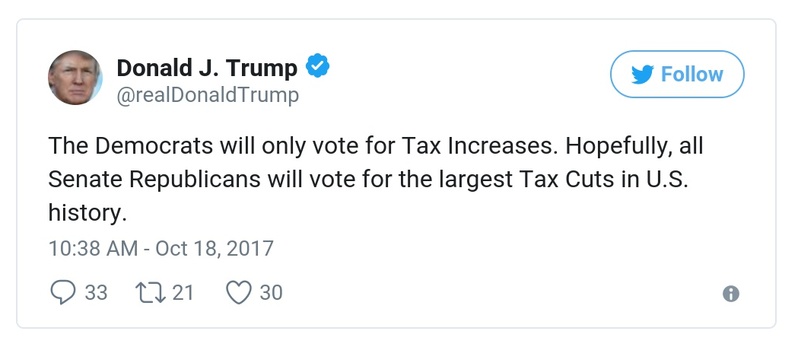 Donald J. Trump
@realDonaldTrump
Follow
The Democrats will only vote for Tax Increases. Hopefully, all
Senate Republicans will vote for the largest Tax Cuts in U.S.
history.
10:38 AM - Oct 18, 2017
33 21 30